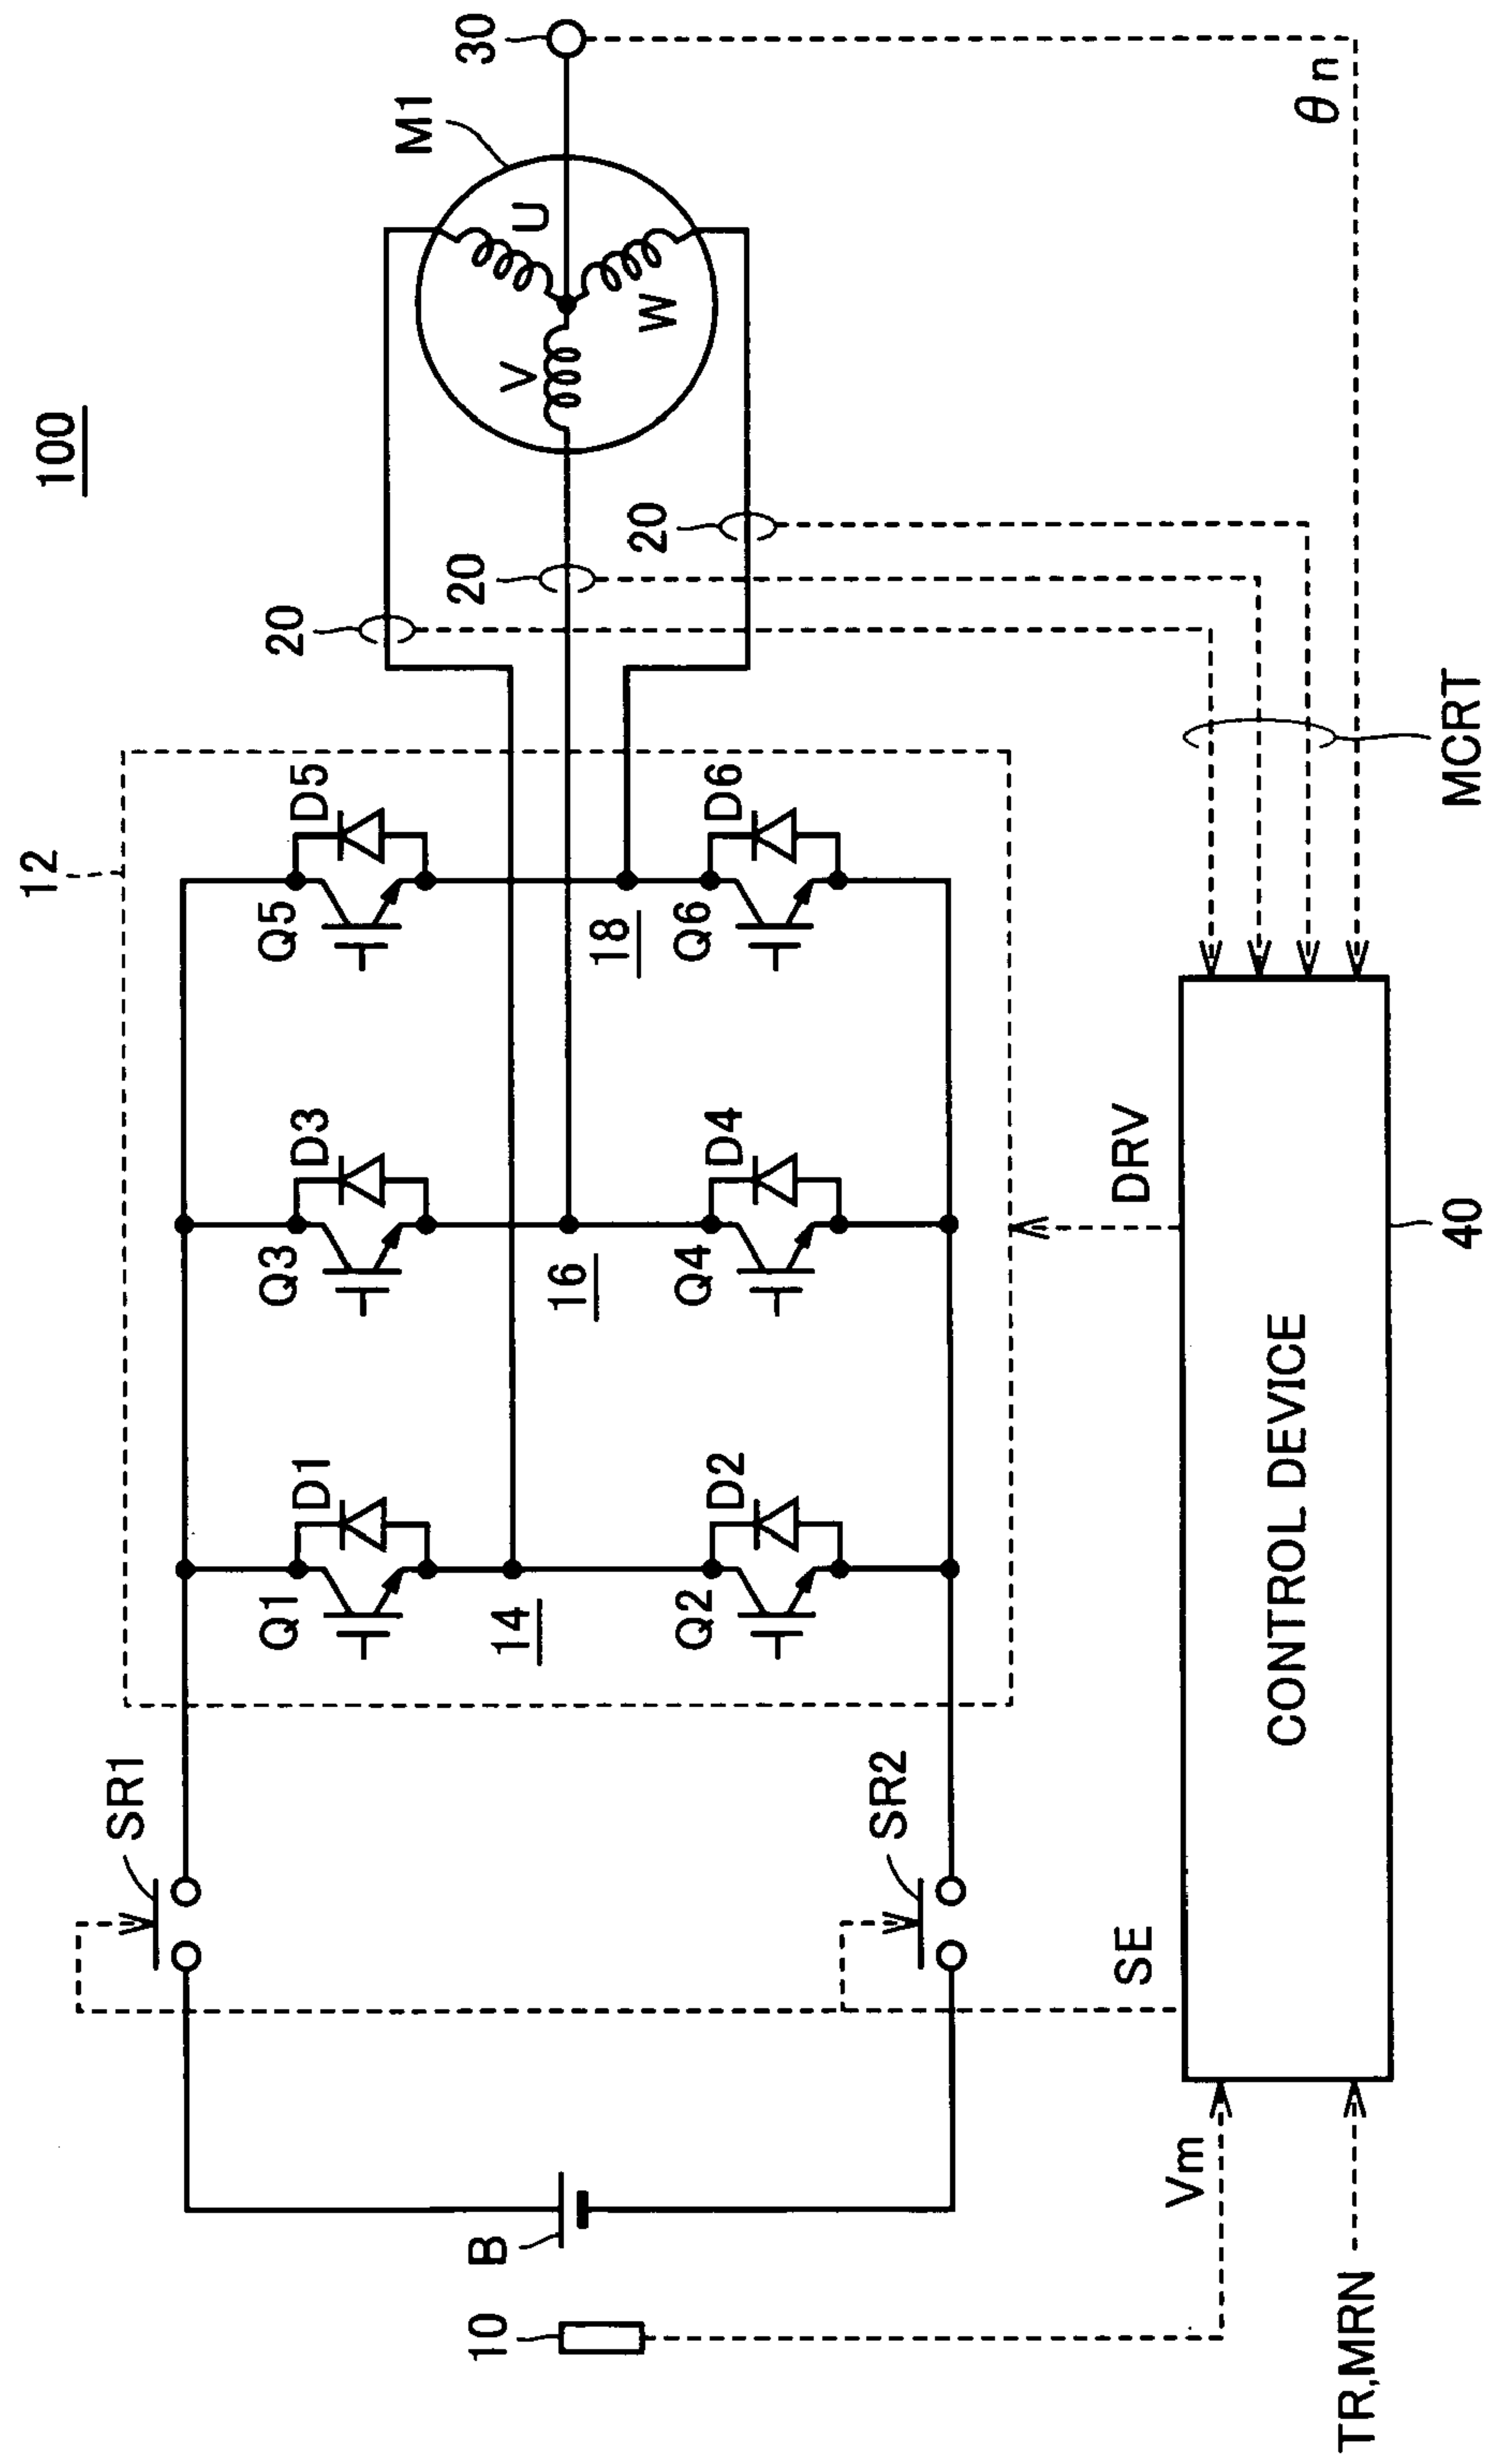 100
12
SR1
Q1
D1
Q3
D3
Q5
D5
20
M1
30
B
10
14
16
18
20
20
U
V
W
SR2
Q2
D2
Q4
D4
Q6
D6
Vm
SE
DRV
θn
CONTROL DEVICE
TR,MRN
40
MCRT